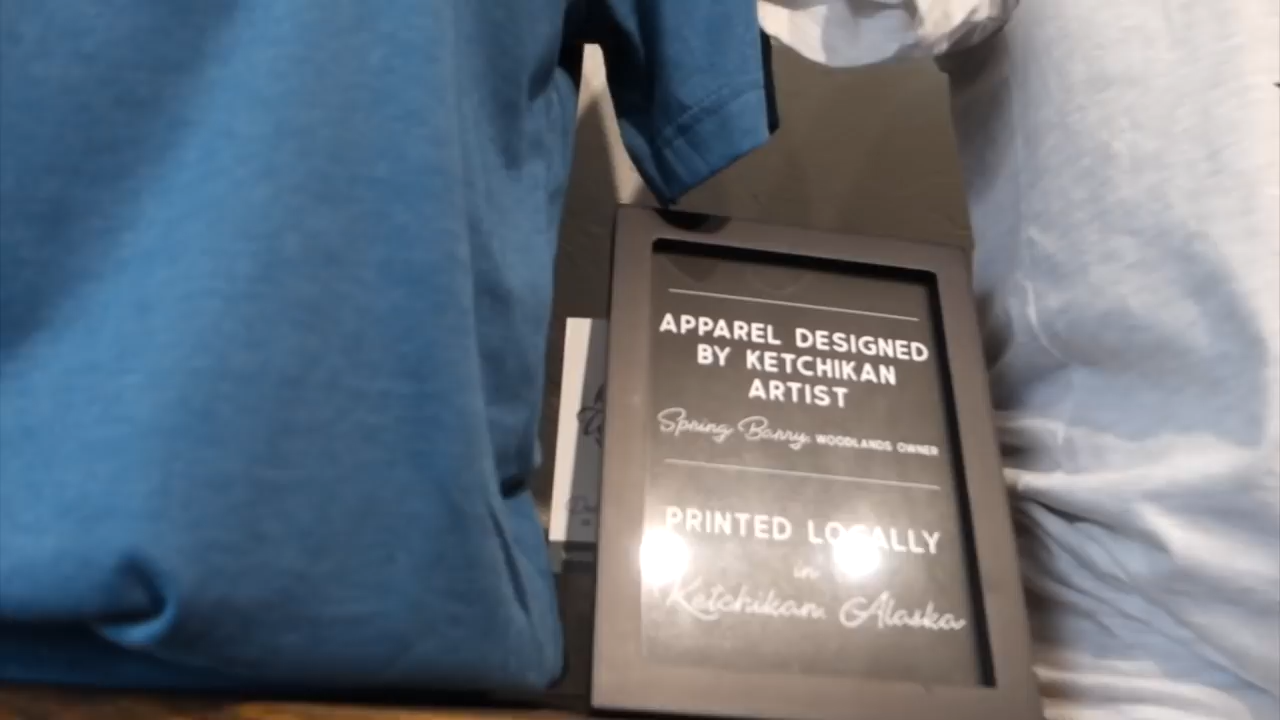 APPAREL DESIGNED
BY KETCHIKAN
ARTIST
Spring Barry, WOODLANDS OWNER
PRINTED LOCALLY
in
Ketchikan, Alaska